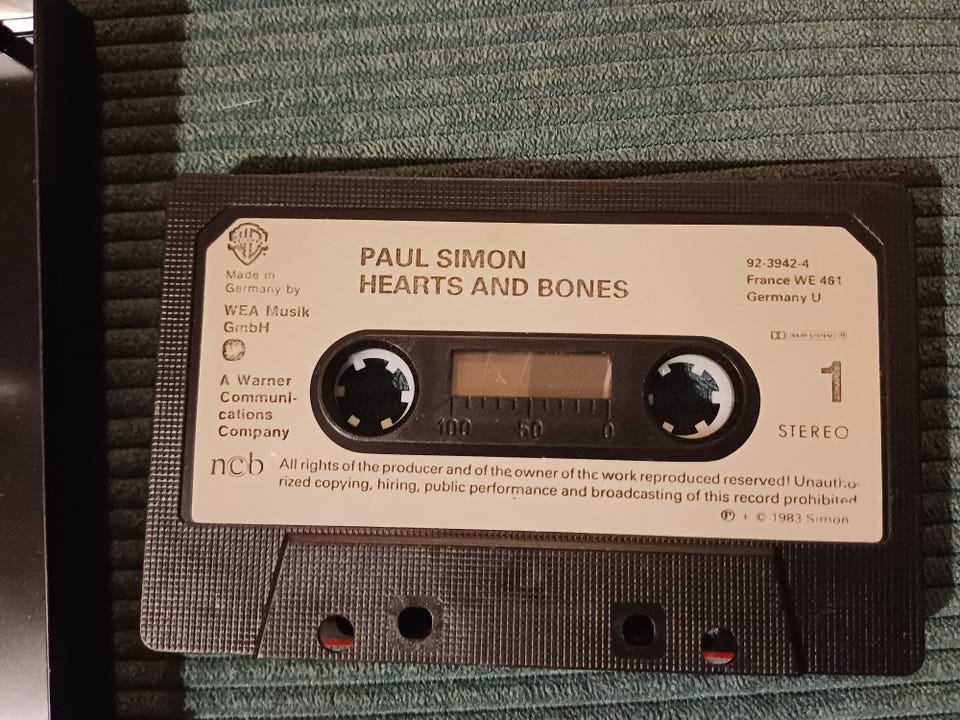 PAUL SIMON
HEARTS AND BONES
92-3942-4
France WE 461
Germany U
Made in
Germany by
WEA Musik
GmbH
A Warner
Communi-
cations
Company
DOLBY SYSTEM
1
STEREO
100 50 0
ncb
All rights of the producer and of the owner of the work reproduced reserved! Unautho-
rized copying, hiring, public performance and broadcasting of this record prohibited
℗ + © 1983 Simon